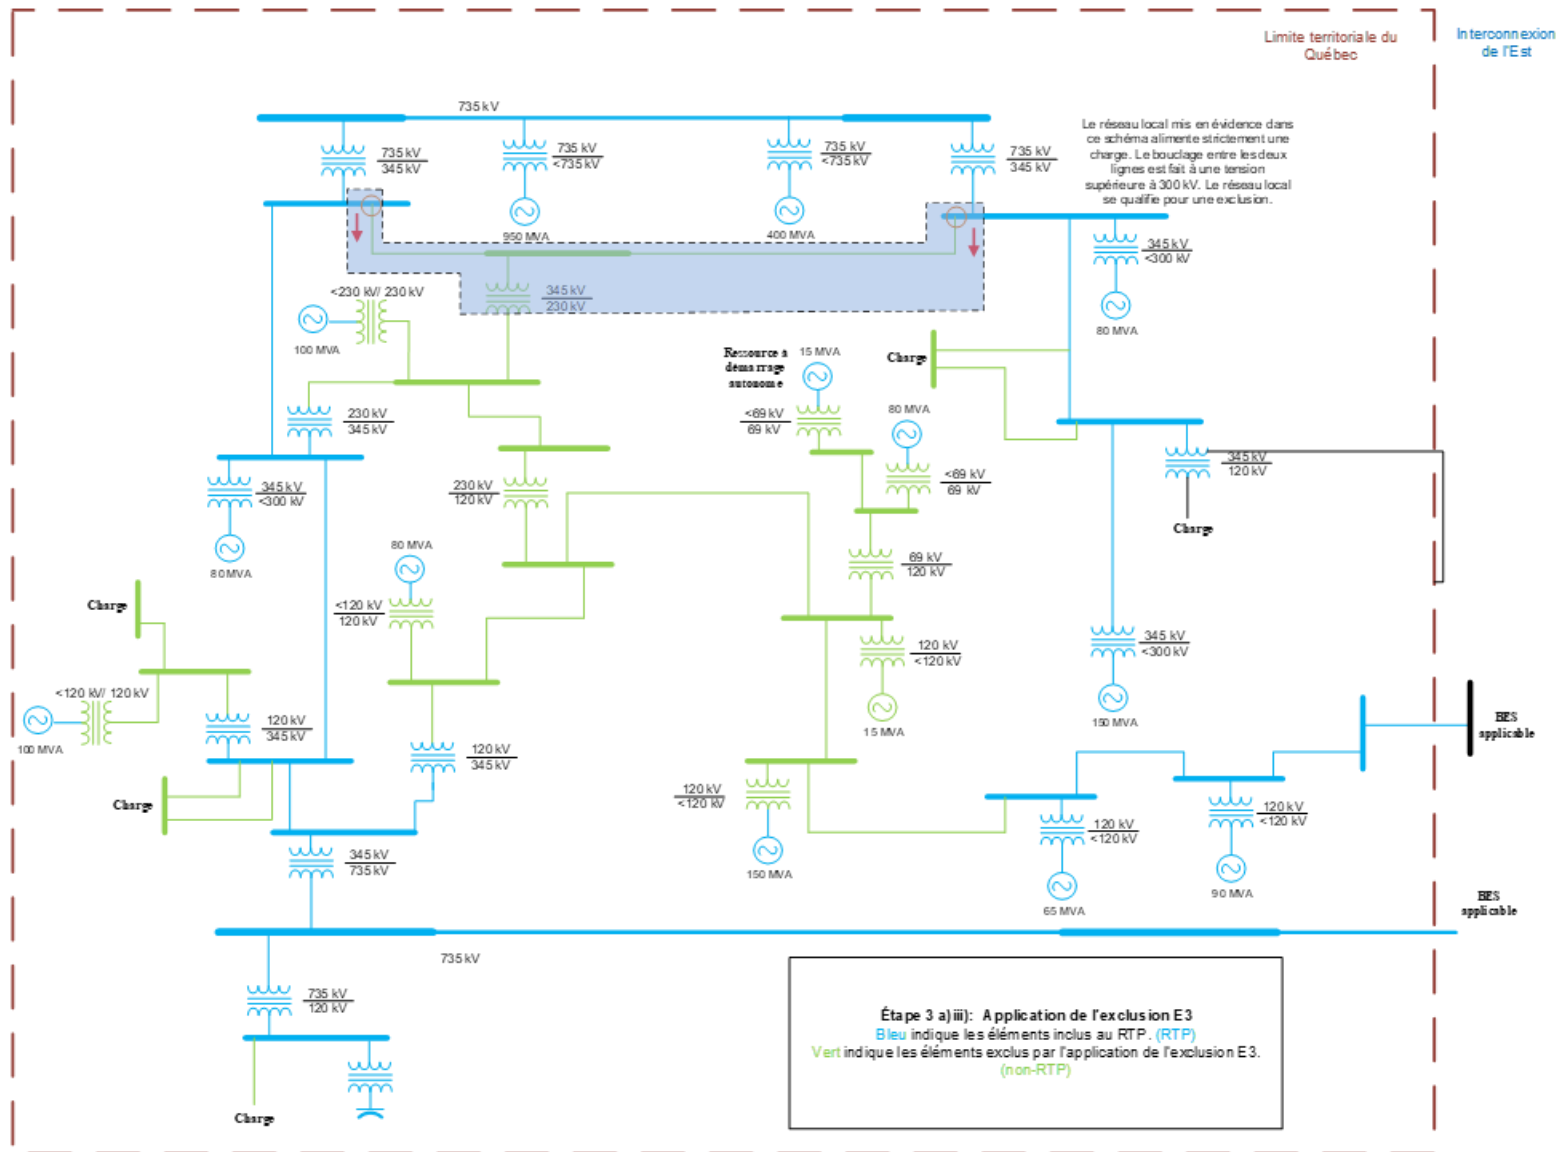 Limite territoriale du
Québec
Interconnexion
de l'Est
735 kV
Le réseau local mis en évidence dans
ce schéma alimente strictement une
charge. Le bouclage entre les deux
lignes est fait à une tension
supérieure à 300 kV. Le réseau local
se qualifie pour une exclusion.
735 kV
345 kV
735 kV
<735 kV
735 kV
<735 kV
735 kV
345 kV
950 MVA
400 MVA
345 kV
<300 kV
80 MVA
345 kV
230 kV
<230 kV/ 230 kV
100 MVA
Ressource à
démarrage
autonome
15 MVA
Charge
230 kV
345 kV
<69 kV
69 kV
80 MVA
345 kV
<300 kV
230 kV
120 kV
<69 kV
69 kV
345 kV
120 kV
Charge
80 MVA
80 MVA
69 kV
120 kV
Charge
<120 kV
120 kV
120 kV
<120 kV
345 kV
<300 kV
<120 kV/ 120 kV
100 MVA
120 kV
345 kV
15 MVA
150 MVA
BES
applicable
120 kV
345 kV
Charge
120 kV
<120 kV
120 kV
<120 kV
120 kV
<120 kV
345 kV
735 kV
150 MVA
65 MVA
90 MVA
BES
applicable
735 kV
735 kV
120 kV
Charge
Étape 3 a)iii): Application de l'exclusion E3
Bleu indique les éléments inclus au RTP. (RTP)
Vert indique les éléments exclus par l'application de l'exclusion E3.
(non-RTP)